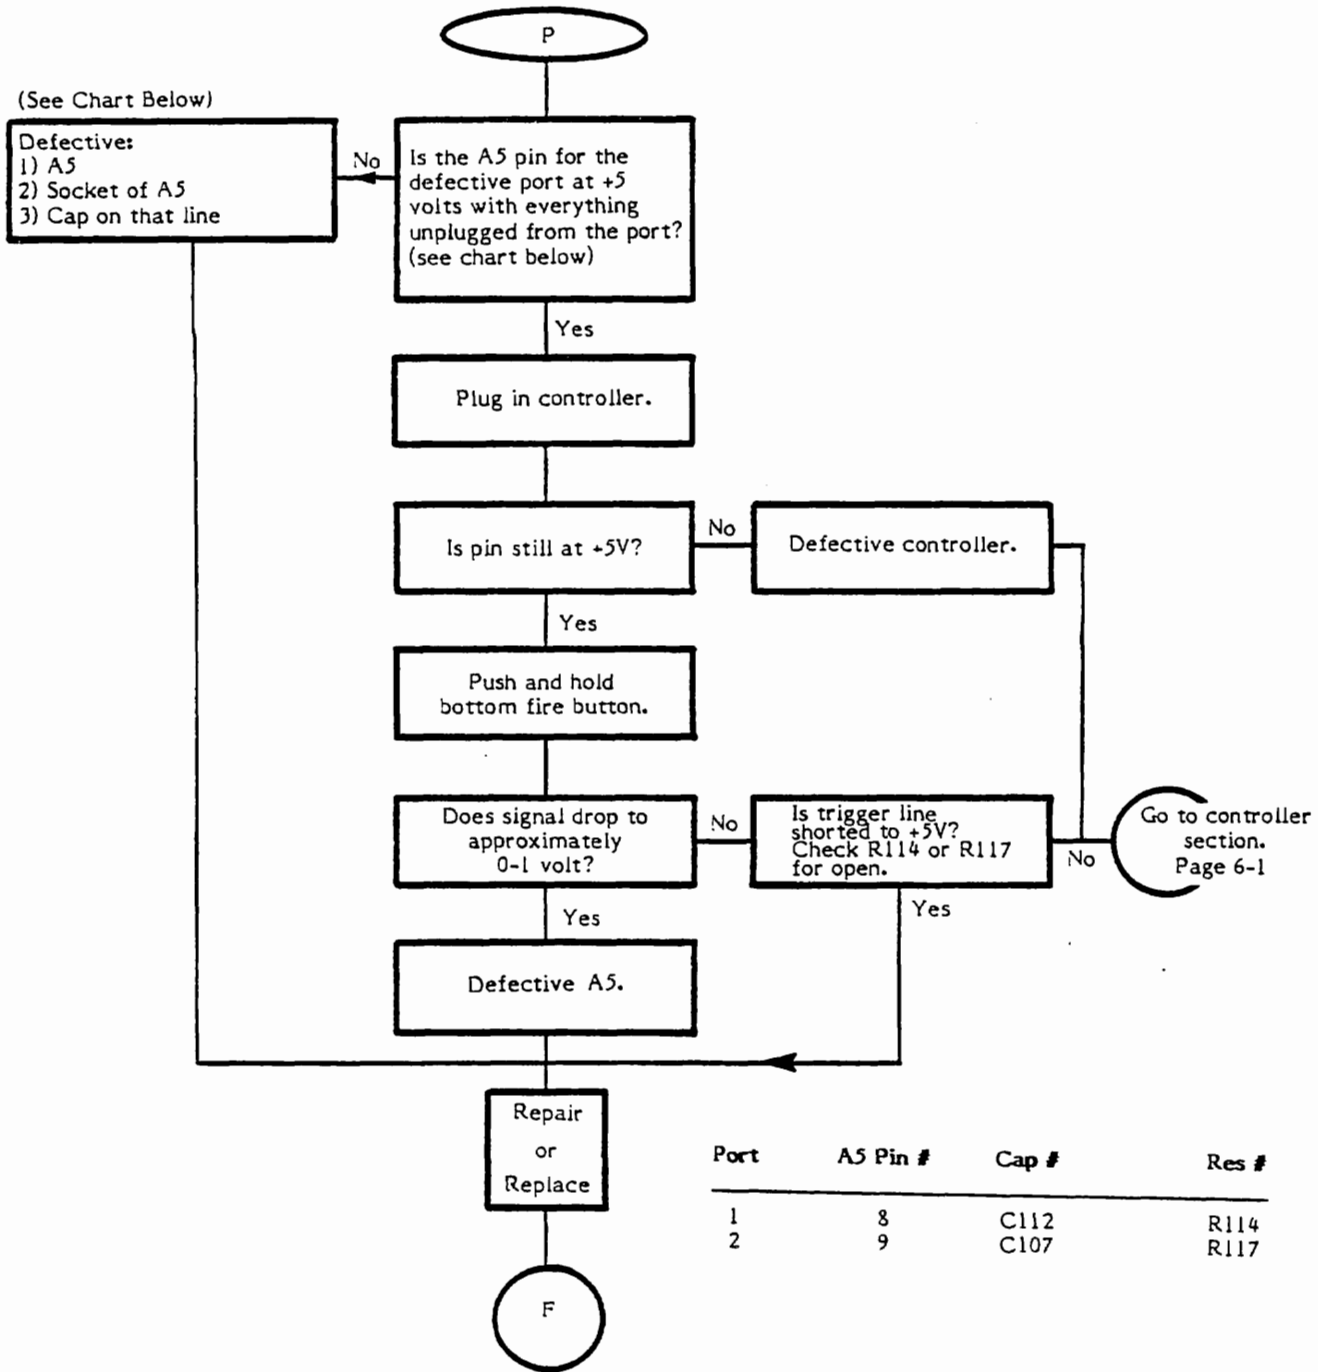 P
(See Chart Below)
Defective:
1) A5
2) Socket of A5
3) Cap on that line
No
Is the A5 pin for the
defective port at +5
volts with everything
unplugged from the port?
(see chart below)
Yes
Plug in controller.
Is pin still at +5V?
No
Defective controller.
Yes
Push and hold
bottom fire button.
Does signal drop to
approximately
0-1 volt?
No
Is trigger line
shorted to +5V?
Check R114 or R117
for open.
No
Go to controller
section.
Page 6-1
Yes
Yes
Defective A5.
Repair
or
Replace
F
Port A5 Pin # Cap # Res #
1 8 C112 R114
2 9 C107 R117